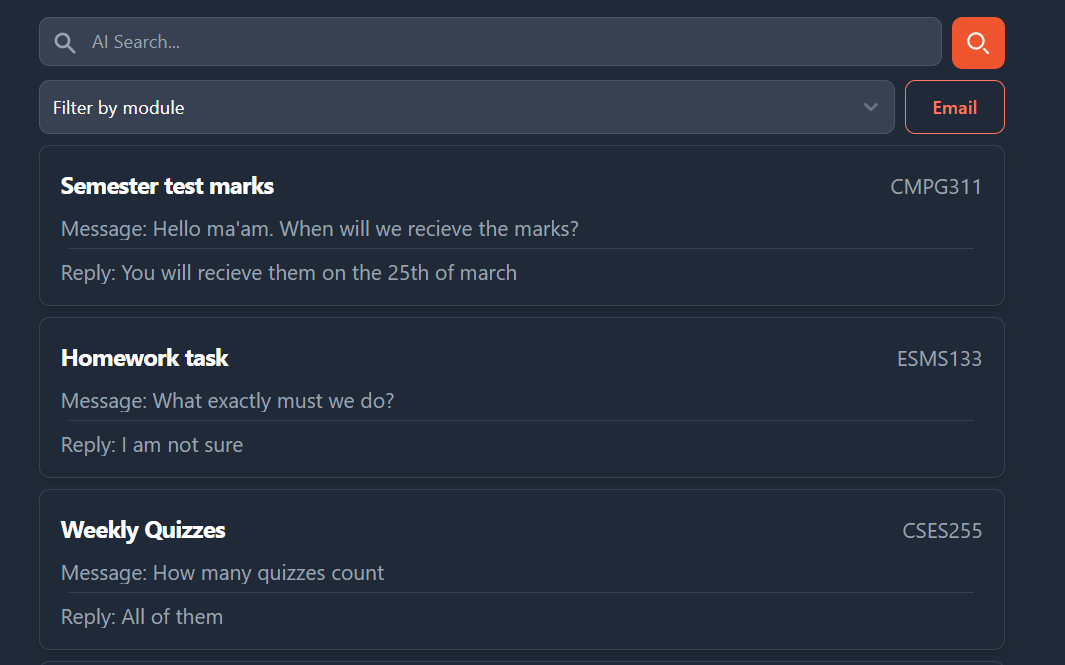 AI Search...
Filter by module
Email
Semester test marks
CMPG311
Message: Hello ma'am. When will we recieve the marks?
Reply: You will recieve them on the 25th of march
Homework task
ESMS133
Message: What exactly must we do?
Reply: I am not sure
Weekly Quizzes
CSES255
Message: How many quizzes count
Reply: All of them